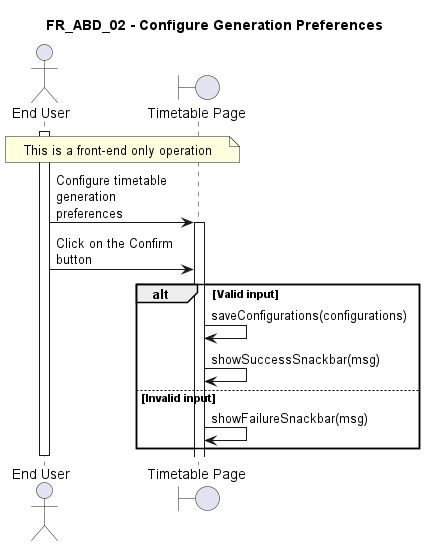 FR_ABD_02 - Configure Generation Preferences
End User
Timetable Page
This is a front-end only operation
Configure timetable
generation
preferences
Click on the Confirm
button
alt
[Valid input]
saveConfigurations(configurations)
showSuccessSnackbar(msg)
[Invalid input]
showFailureSnackbar(msg)
End User
Timetable Page